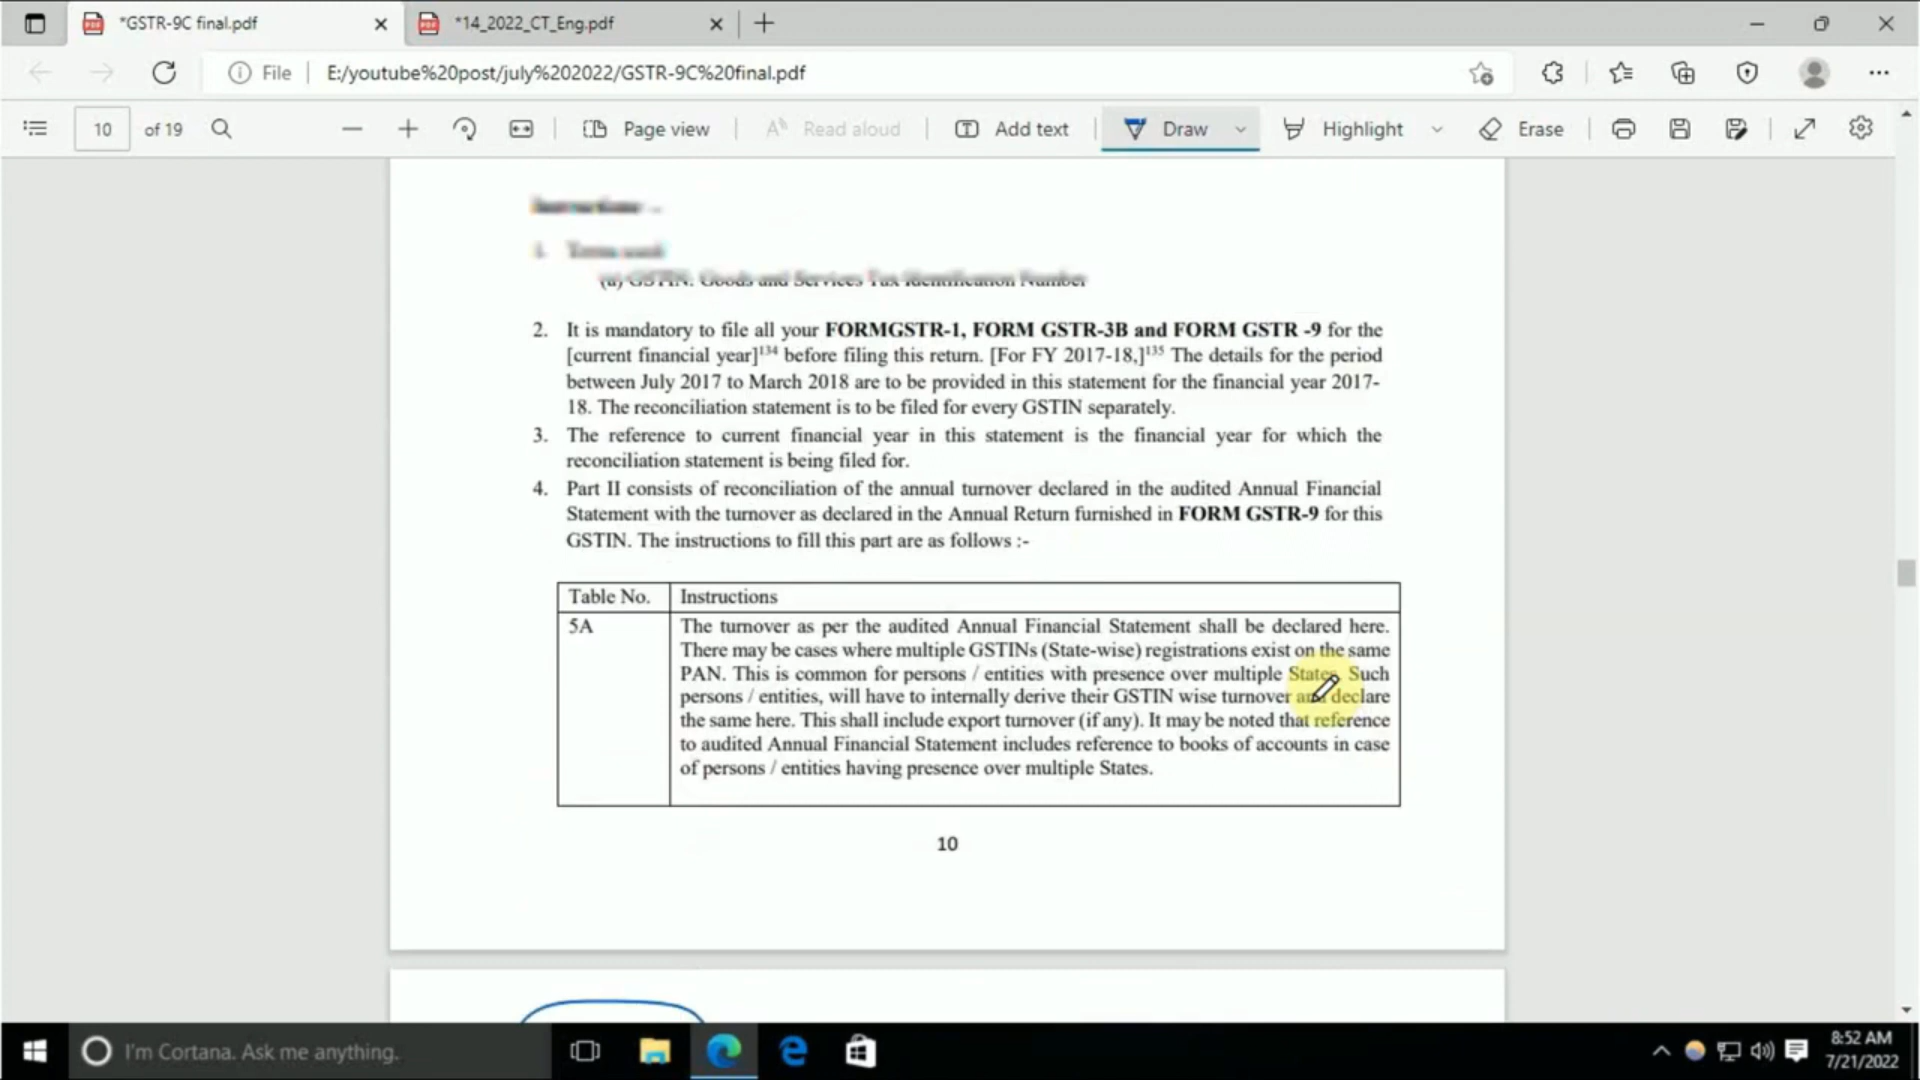 *GSTR-9C final.pdf
*14_2022_CT_Eng.pdf
File
E:/youtube%20post/july%202022/GSTR-9C%20final.pdf
10 of 19
Page view
Read aloud
Add text
Draw
Highlight
Erase
Instructions –
1. Terms used:
(a) GSTIN: Goods and Services Tax Identification Number
2. It is mandatory to file all your FORMGSTR-1, FORM GSTR-3B and FORM GSTR -9 for the
[current financial year]134 before filing this return. [For FY 2017-18,]135 The details for the period
between July 2017 to March 2018 are to be provided in this statement for the financial year 2017-
18. The reconciliation statement is to be filed for every GSTIN separately.
3. The reference to current financial year in this statement is the financial year for which the
reconciliation statement is being filed for.
4. Part II consists of reconciliation of the annual turnover declared in the audited Annual Financial
Statement with the turnover as declared in the Annual Return furnished in FORM GSTR-9 for this
GSTIN. The instructions to fill this part are as follows :-
Table No. Instructions
5A The turnover as per the audited Annual Financial Statement shall be declared here.
There may be cases where multiple GSTINs (State-wise) registrations exist on the same
PAN. This is common for persons / entities with presence over multiple States. Such
persons / entities, will have to internally derive their GSTIN wise turnover and declare
the same here. This shall include export turnover (if any). It may be noted that reference
to audited Annual Financial Statement includes reference to books of accounts in case
of persons / entities having presence over multiple States.
10
I'm Cortana. Ask me anything.
8:52 AM
7/21/2022